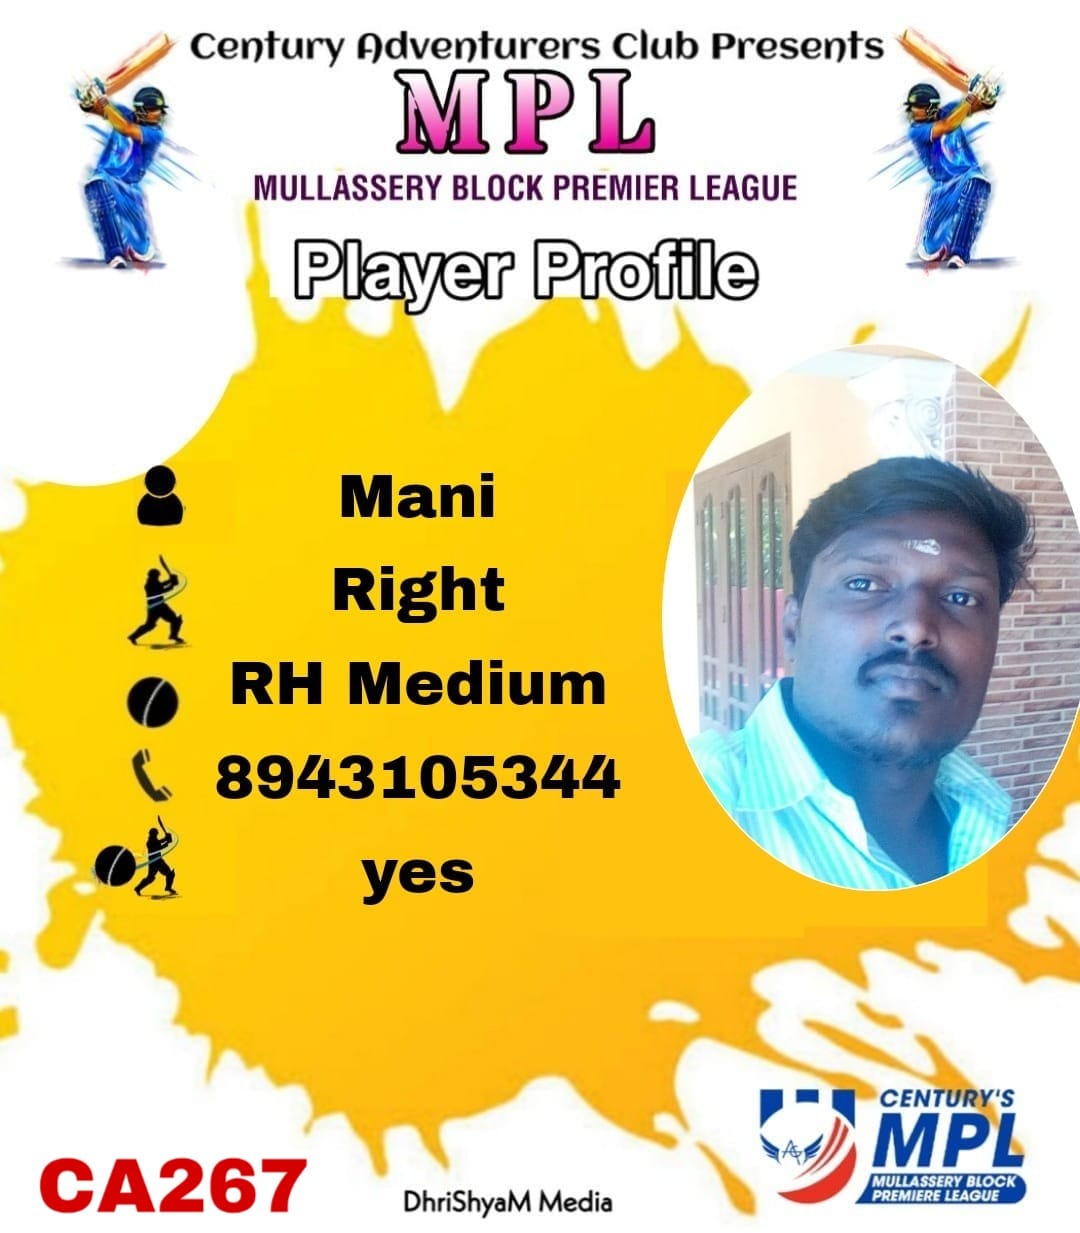 Century Adventurers Club Presents
MPL
MULLASSERY BLOCK PREMIER LEAGUE
Player Profile
Mani
Right
RH Medium
8943105344
yes
CA267
DhriShyaM Media
CENTURY'S
MPL
MULLASSERY BLOCK
PREMIERE LEAGUE